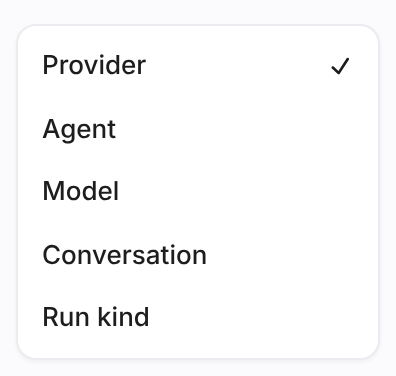 Provider
Agent
Model
Conversation
Run kind